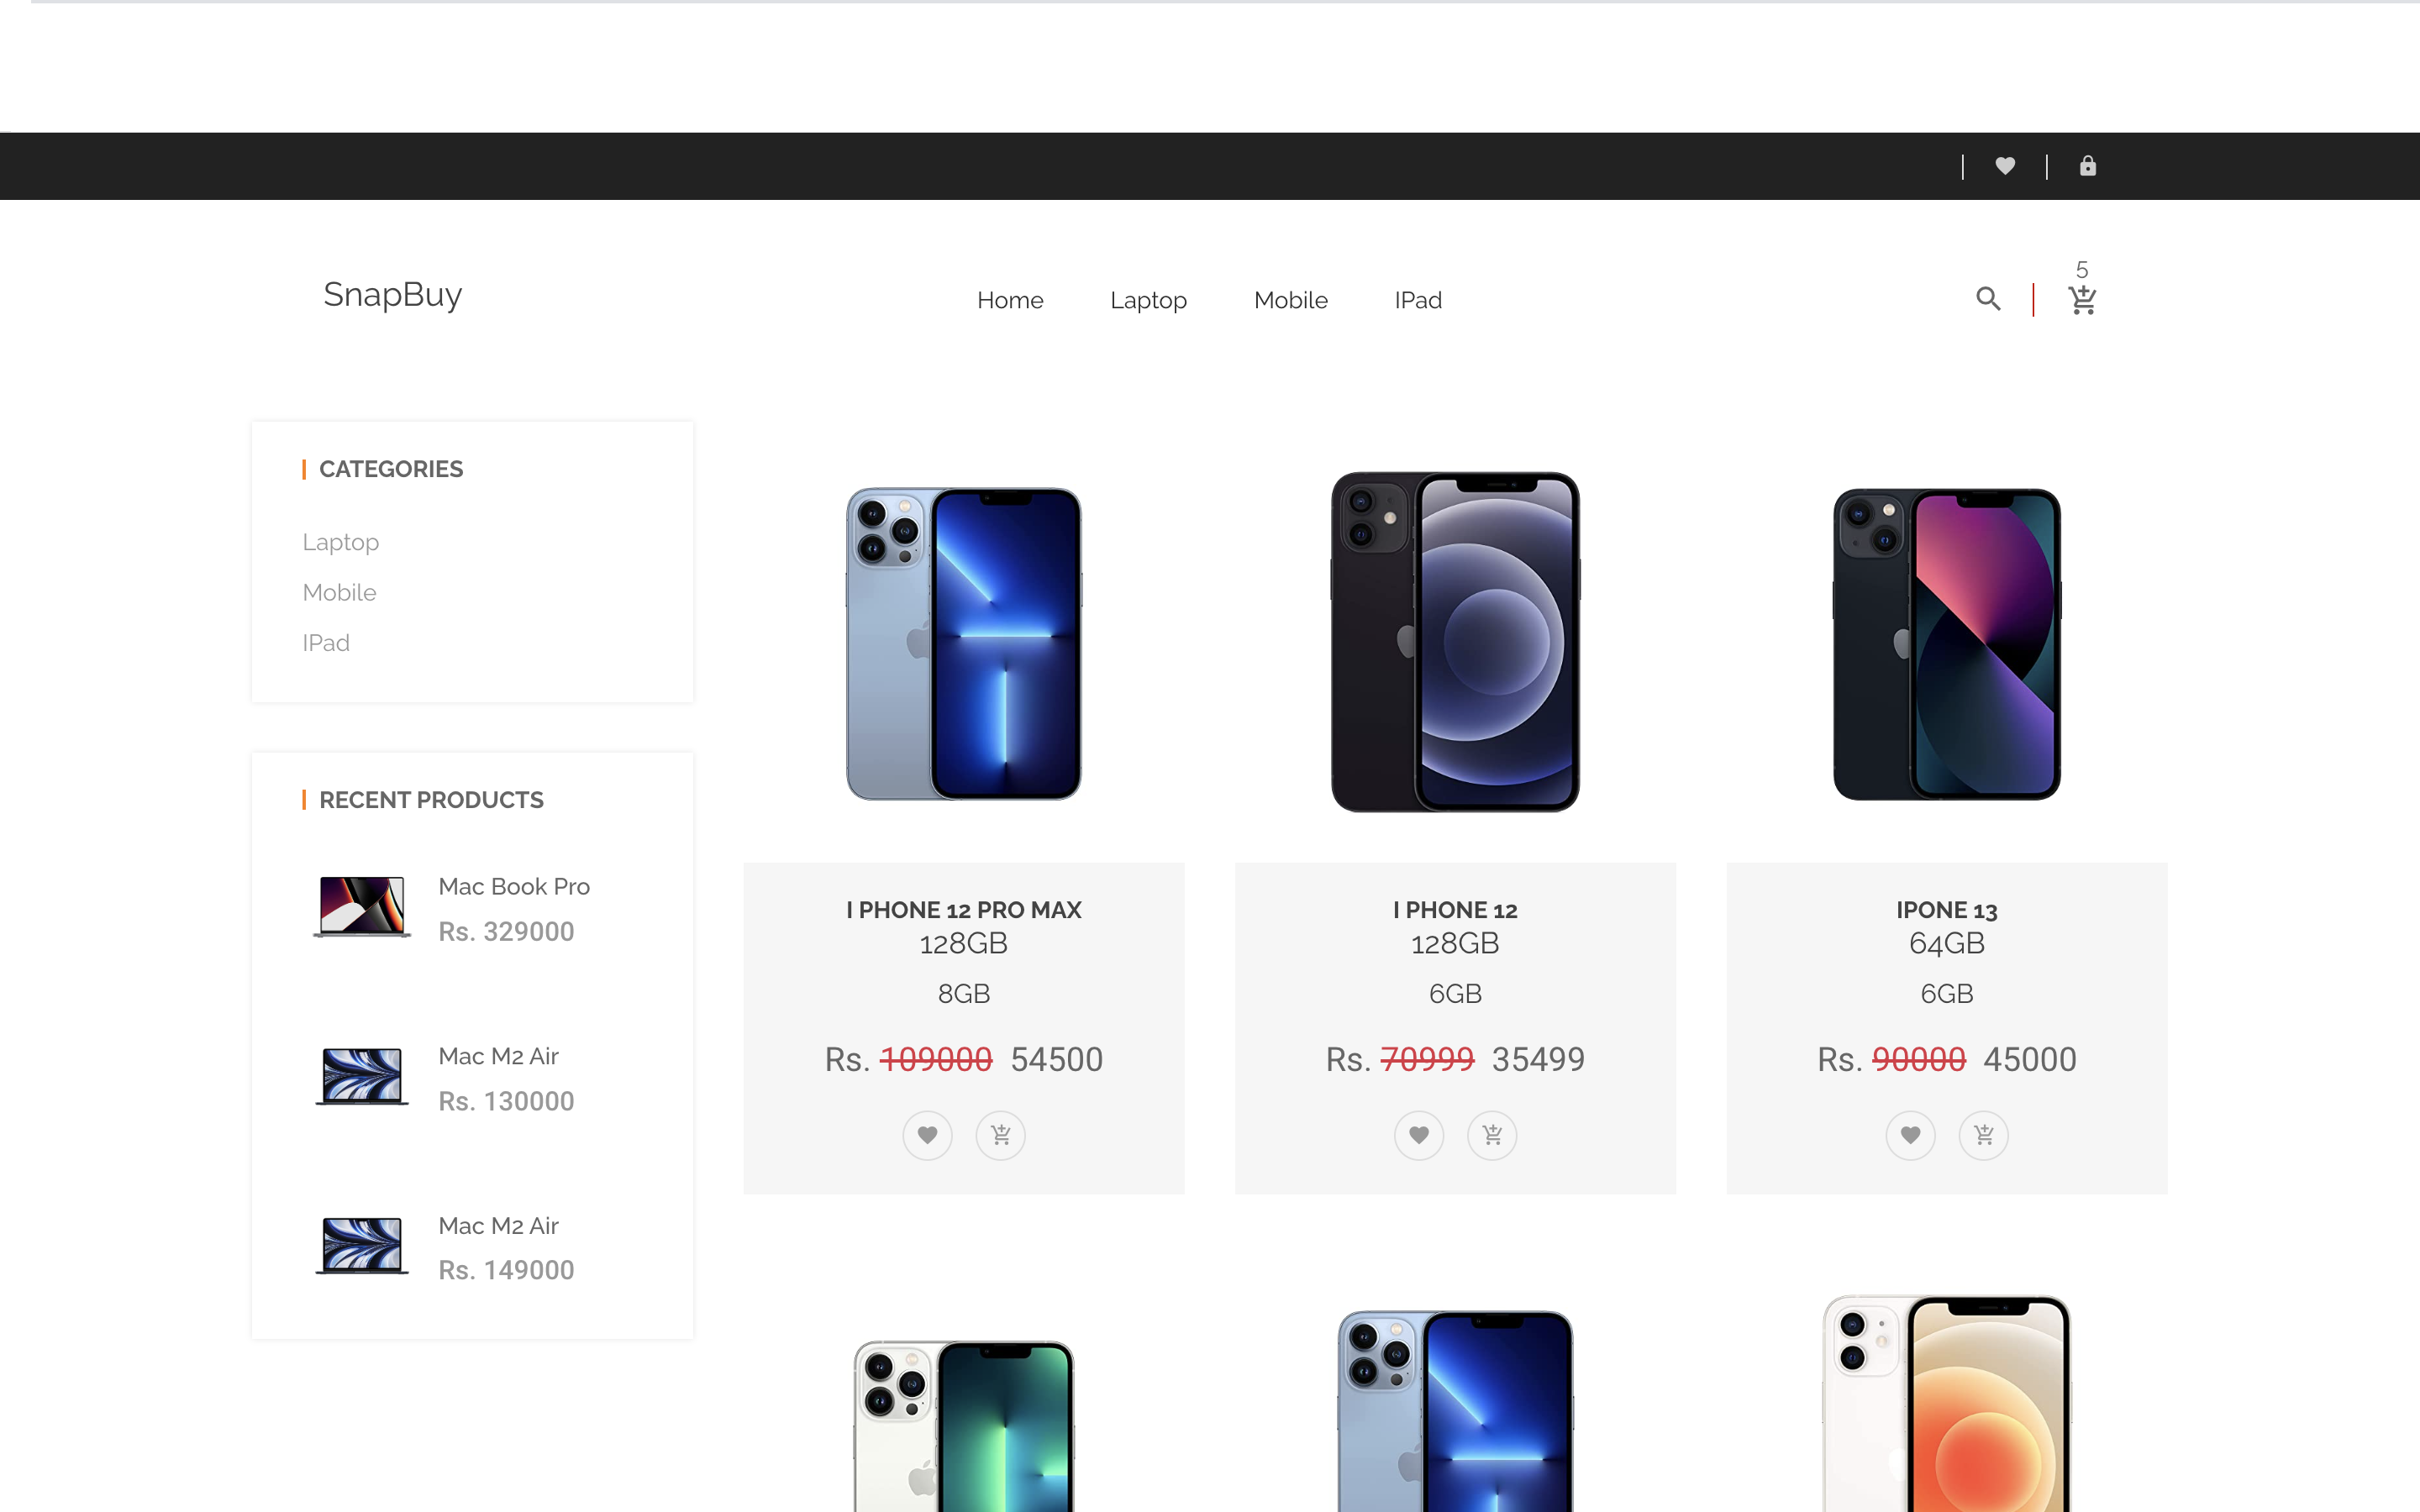 5
SnapBuy
Home Laptop Mobile IPad
CATEGORIES
Laptop
Mobile
IPad
RECENT PRODUCTS
Mac Book Pro
Rs. 329000
Mac M2 Air
Rs. 130000
Mac M2 Air
Rs. 149000
I PHONE 12 PRO MAX
128GB
8GB
Rs. 109000 54500
I PHONE 12
128GB
6GB
Rs. 70999 35499
IPONE 13
64GB
6GB
Rs. 90000 45000